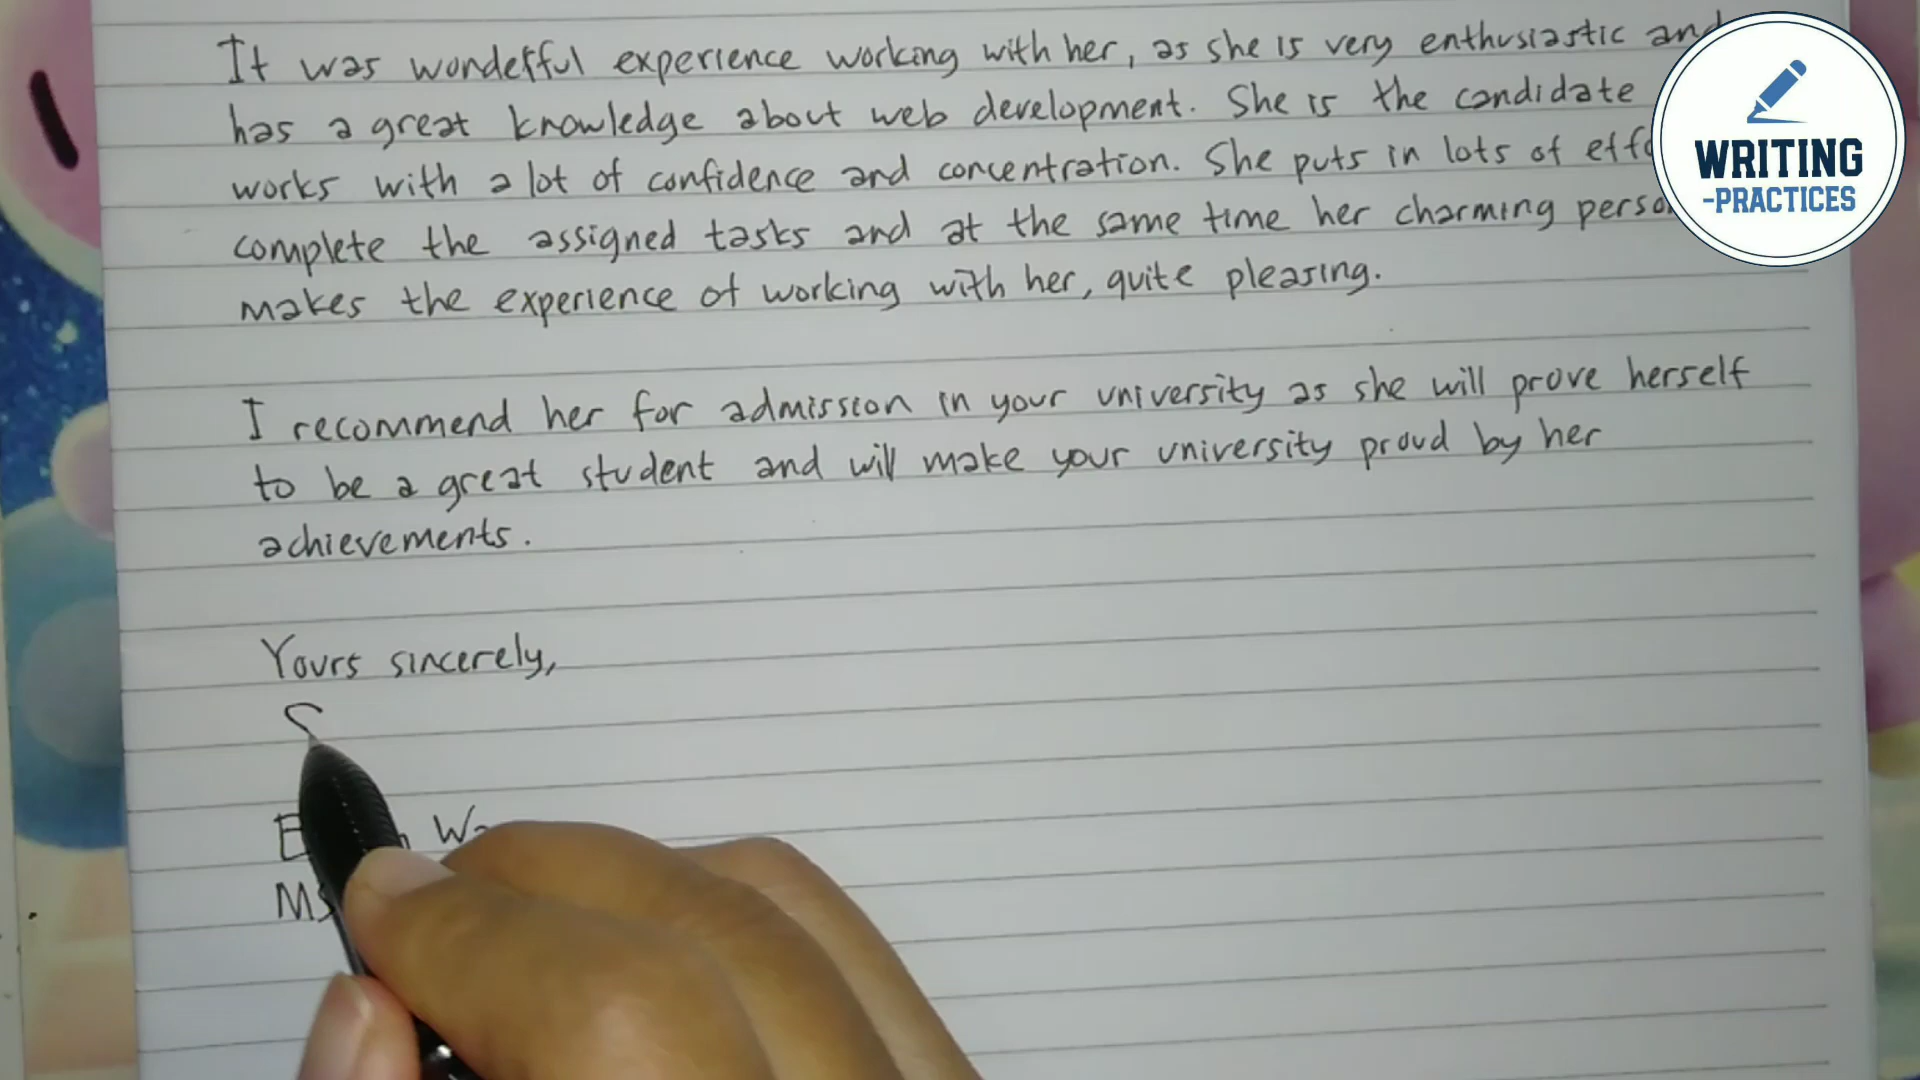 It was wonderful experience working with her, as she is very enthusiastic and
has a great knowledge about web development. She is the candidate
works with a lot of confidence and concentration. She puts in lots of
complete the assigned tasks and at the same time her charming
makes the experience of working with her, quite pleasing.
I recommend her for admission in your university as she will prove herself
to be a great student and will make your university proud by her
achievements.
Yours sincerely,
WRITING
-PRACTICES